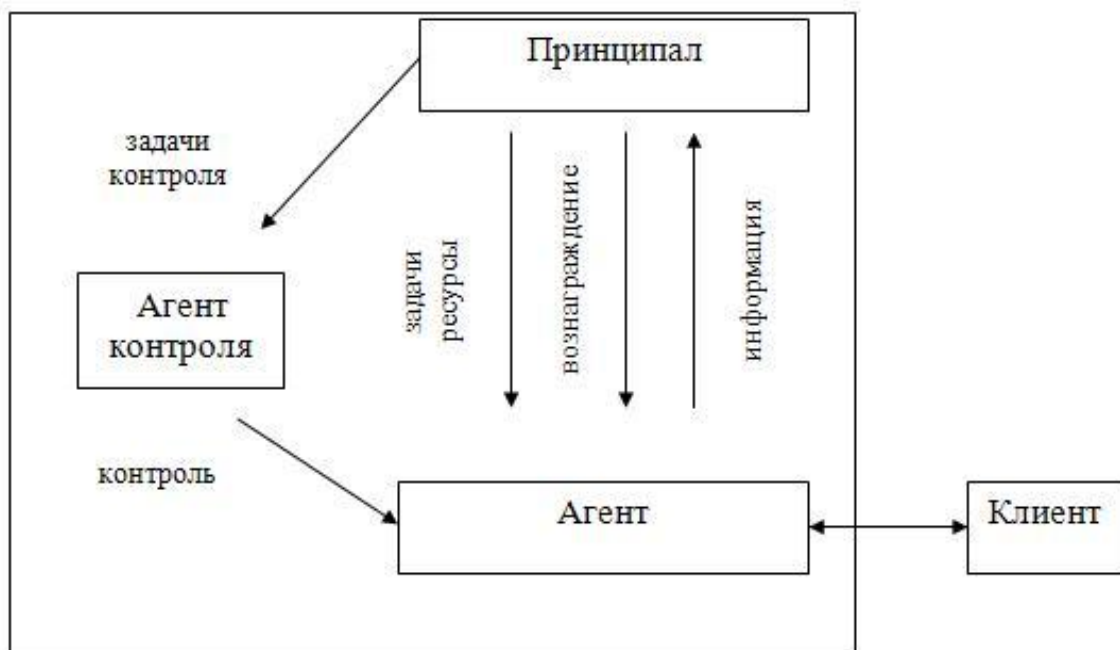 Принципал
задачи
контроля
задачи
ресурсы
вознаграждение
информация
Агент
контроля
контроль
Агент
Клиент